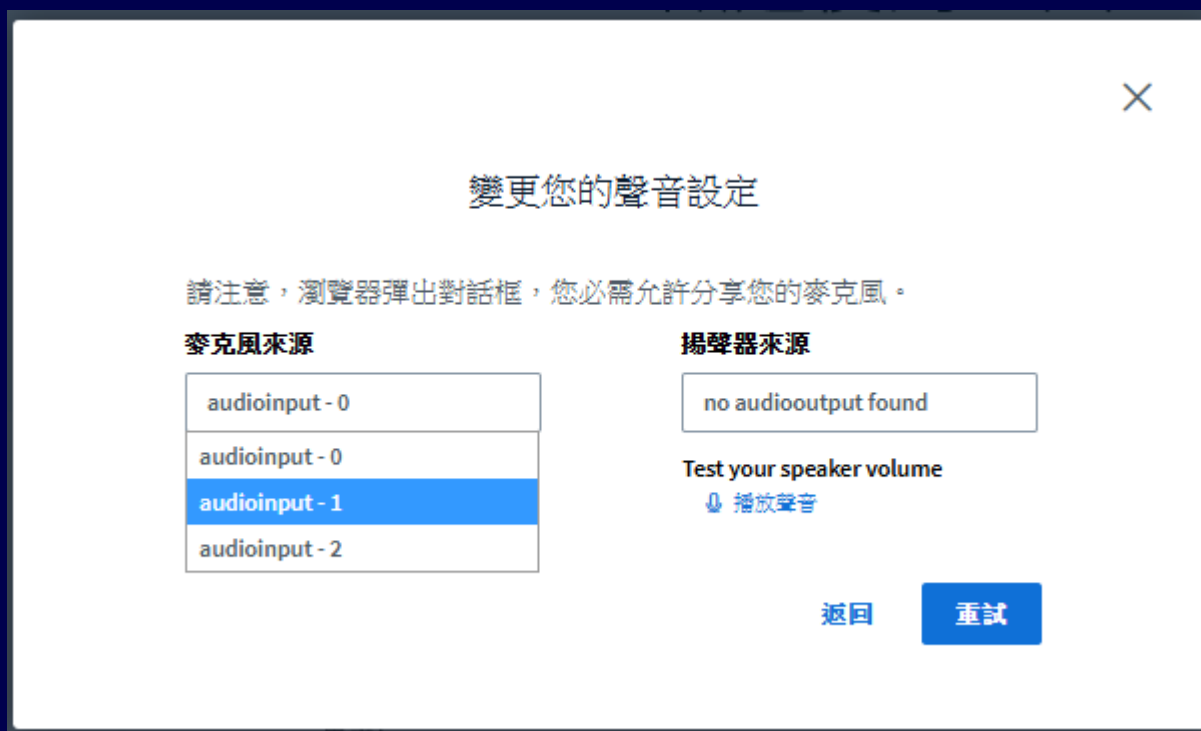 變更您的聲音設定
請注意，瀏覽器彈出對話框，您必需允許分享您的麥克風。
麥克風來源
audioinput - 0
audioinput - 0
audioinput - 1
audioinput - 2
揚聲器來源
no audiooutput found
Test your speaker volume
播放聲音
返回
重試